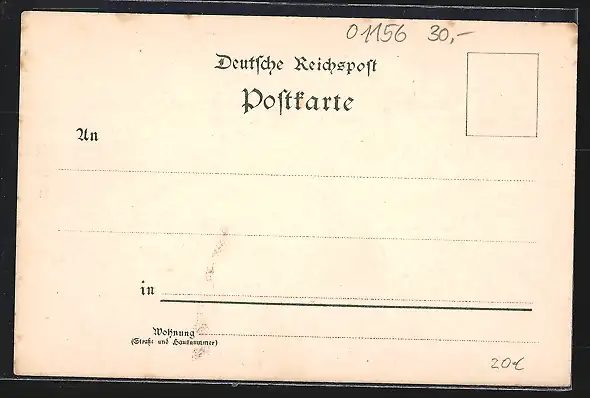 01156 30,-
Deutsche Reichspost
Postkarte
An
in
Wohnung
(Straße und Hausnummer)
20€